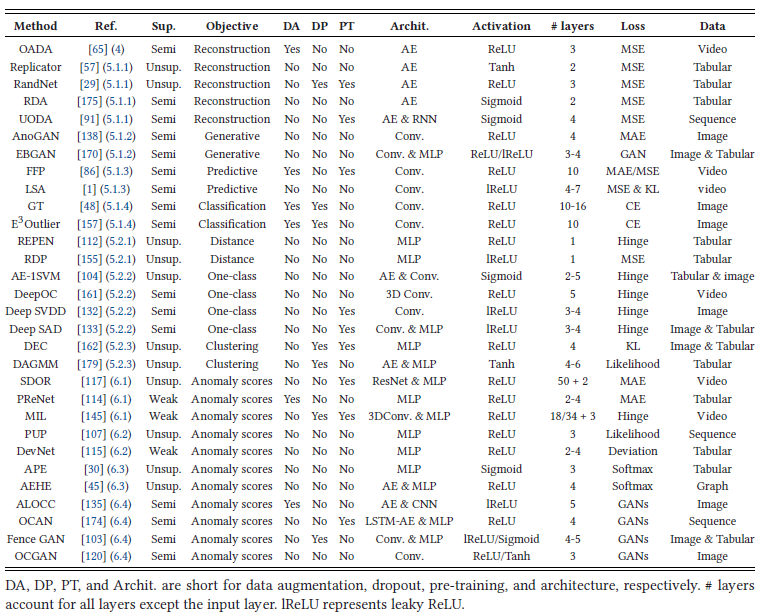 Method Ref. Sup. Objective DA DP PT Archit. Activation # layers Loss Data
OADA [65] (4) Semi Reconstruction Yes No No AE ReLU 3 MSE Video
Replicator [57] (5.1.1) Unsup. Reconstruction No No No AE Tanh 2 MSE Tabular
RandNet [29] (5.1.1) Unsup. Reconstruction No Yes Yes AE ReLU 3 MSE Tabular
RDA [175] (5.1.1) Semi Reconstruction No No No AE Sigmoid 2 MSE Tabular
UODA [91] (5.1.1) Semi Reconstruction No No No AE & RNN Sigmoid 4 MSE Sequence
AnoGAN [138] (5.1.2) Semi Generative No No No Conv. ReLU 4 MAE Image
EBGAN [170] (5.1.2) Semi Generative No No No Conv. & MLP ReLU/lReLU 3-4 GAN Image & Tabular
FFP [86] (5.1.3) Semi Predictive No No Yes Conv. ReLU 10 MAE/MSE Video
LSA [1] (5.1.3) Semi Predictive No No No Conv. lReLU 4-7 MSE & KL video
GT [48] (5.1.4) Semi Classification Yes Yes No Conv. ReLU 10-16 CE Image
E³Outlier [157] (5.1.4) Semi Classification Yes Yes No Conv. ReLU 10 CE Image
REPEN [112] (5.2.1) Unsup. Distance No No No MLP ReLU 1 Hinge Tabular
RDP [155] (5.2.1) Unsup. Distance No No No MLP lReLU 1 MSE Tabular
AE-1SVM [104] (5.2.2) Unsup. One-class No No No AE & Conv. Sigmoid 2-5 Hinge Tabular & image
DeepOC [161] (5.2.2) Semi One-class No No No 3D Conv. ReLU 5 Hinge Video
Deep SVDD [132] (5.2.2) Semi One-class No No Yes Conv. lReLU 3-4 Hinge Image
Deep SAD [133] (5.2.2) Semi One-class No No Yes Conv. & MLP lReLU 3-4 Hinge Image & Tabular
DEC [162] (5.2.3) Unsup. Clustering No Yes Yes MLP ReLU 4 KL Image & Tabular
DAGMM [179] (5.2.3) Unsup. Clustering No Yes No AE & MLP Tanh 4-6 Likelihood Tabular
SDOR [117] (6.1) Unsup. Anomaly scores No No Yes ResNet & MLP ReLU 50 + 2 MAE Video
PReNet [114] (6.1) Weak Anomaly scores Yes No No MLP ReLU 2-4 MAE Tabular
MIL [145] (6.1) Weak Anomaly scores No Yes Yes 3DConv. & MLP ReLU 18/34 + 3 Hinge Video
PUP [107] (6.2) Unsup. Anomaly scores No No No MLP ReLU 3 Likelihood Sequence
DevNet [115] (6.2) Weak Anomaly scores No No No MLP ReLU 2-4 Deviation Tabular
APE [30] (6.3) Unsup. Anomaly scores No No No MLP Sigmoid 3 Softmax Tabular
AEHE [45] (6.3) Unsup. Anomaly scores No No No AE & MLP ReLU 4 Softmax Graph
ALOCC [135] (6.4) Semi Anomaly scores Yes No No AE & CNN lReLU 5 GANs Image
OCAN [174] (6.4) Semi Anomaly scores No No Yes LSTM-AE & MLP ReLU 4 GANs Sequence
Fence GAN [103] (6.4) Semi Anomaly scores No Yes No Conv. & MLP lReLU/Sigmoid 4-5 GANs Image & Tabular
OCGAN [120] (6.4) Semi Anomaly scores No No No Conv. ReLU/Tanh 3 GANs Image
DA, DP, PT, and Archit. are short for data augmentation, dropout, pre-training, and architecture, respectively. # layers
account for all layers except the input layer. lReLU represents leaky ReLU.